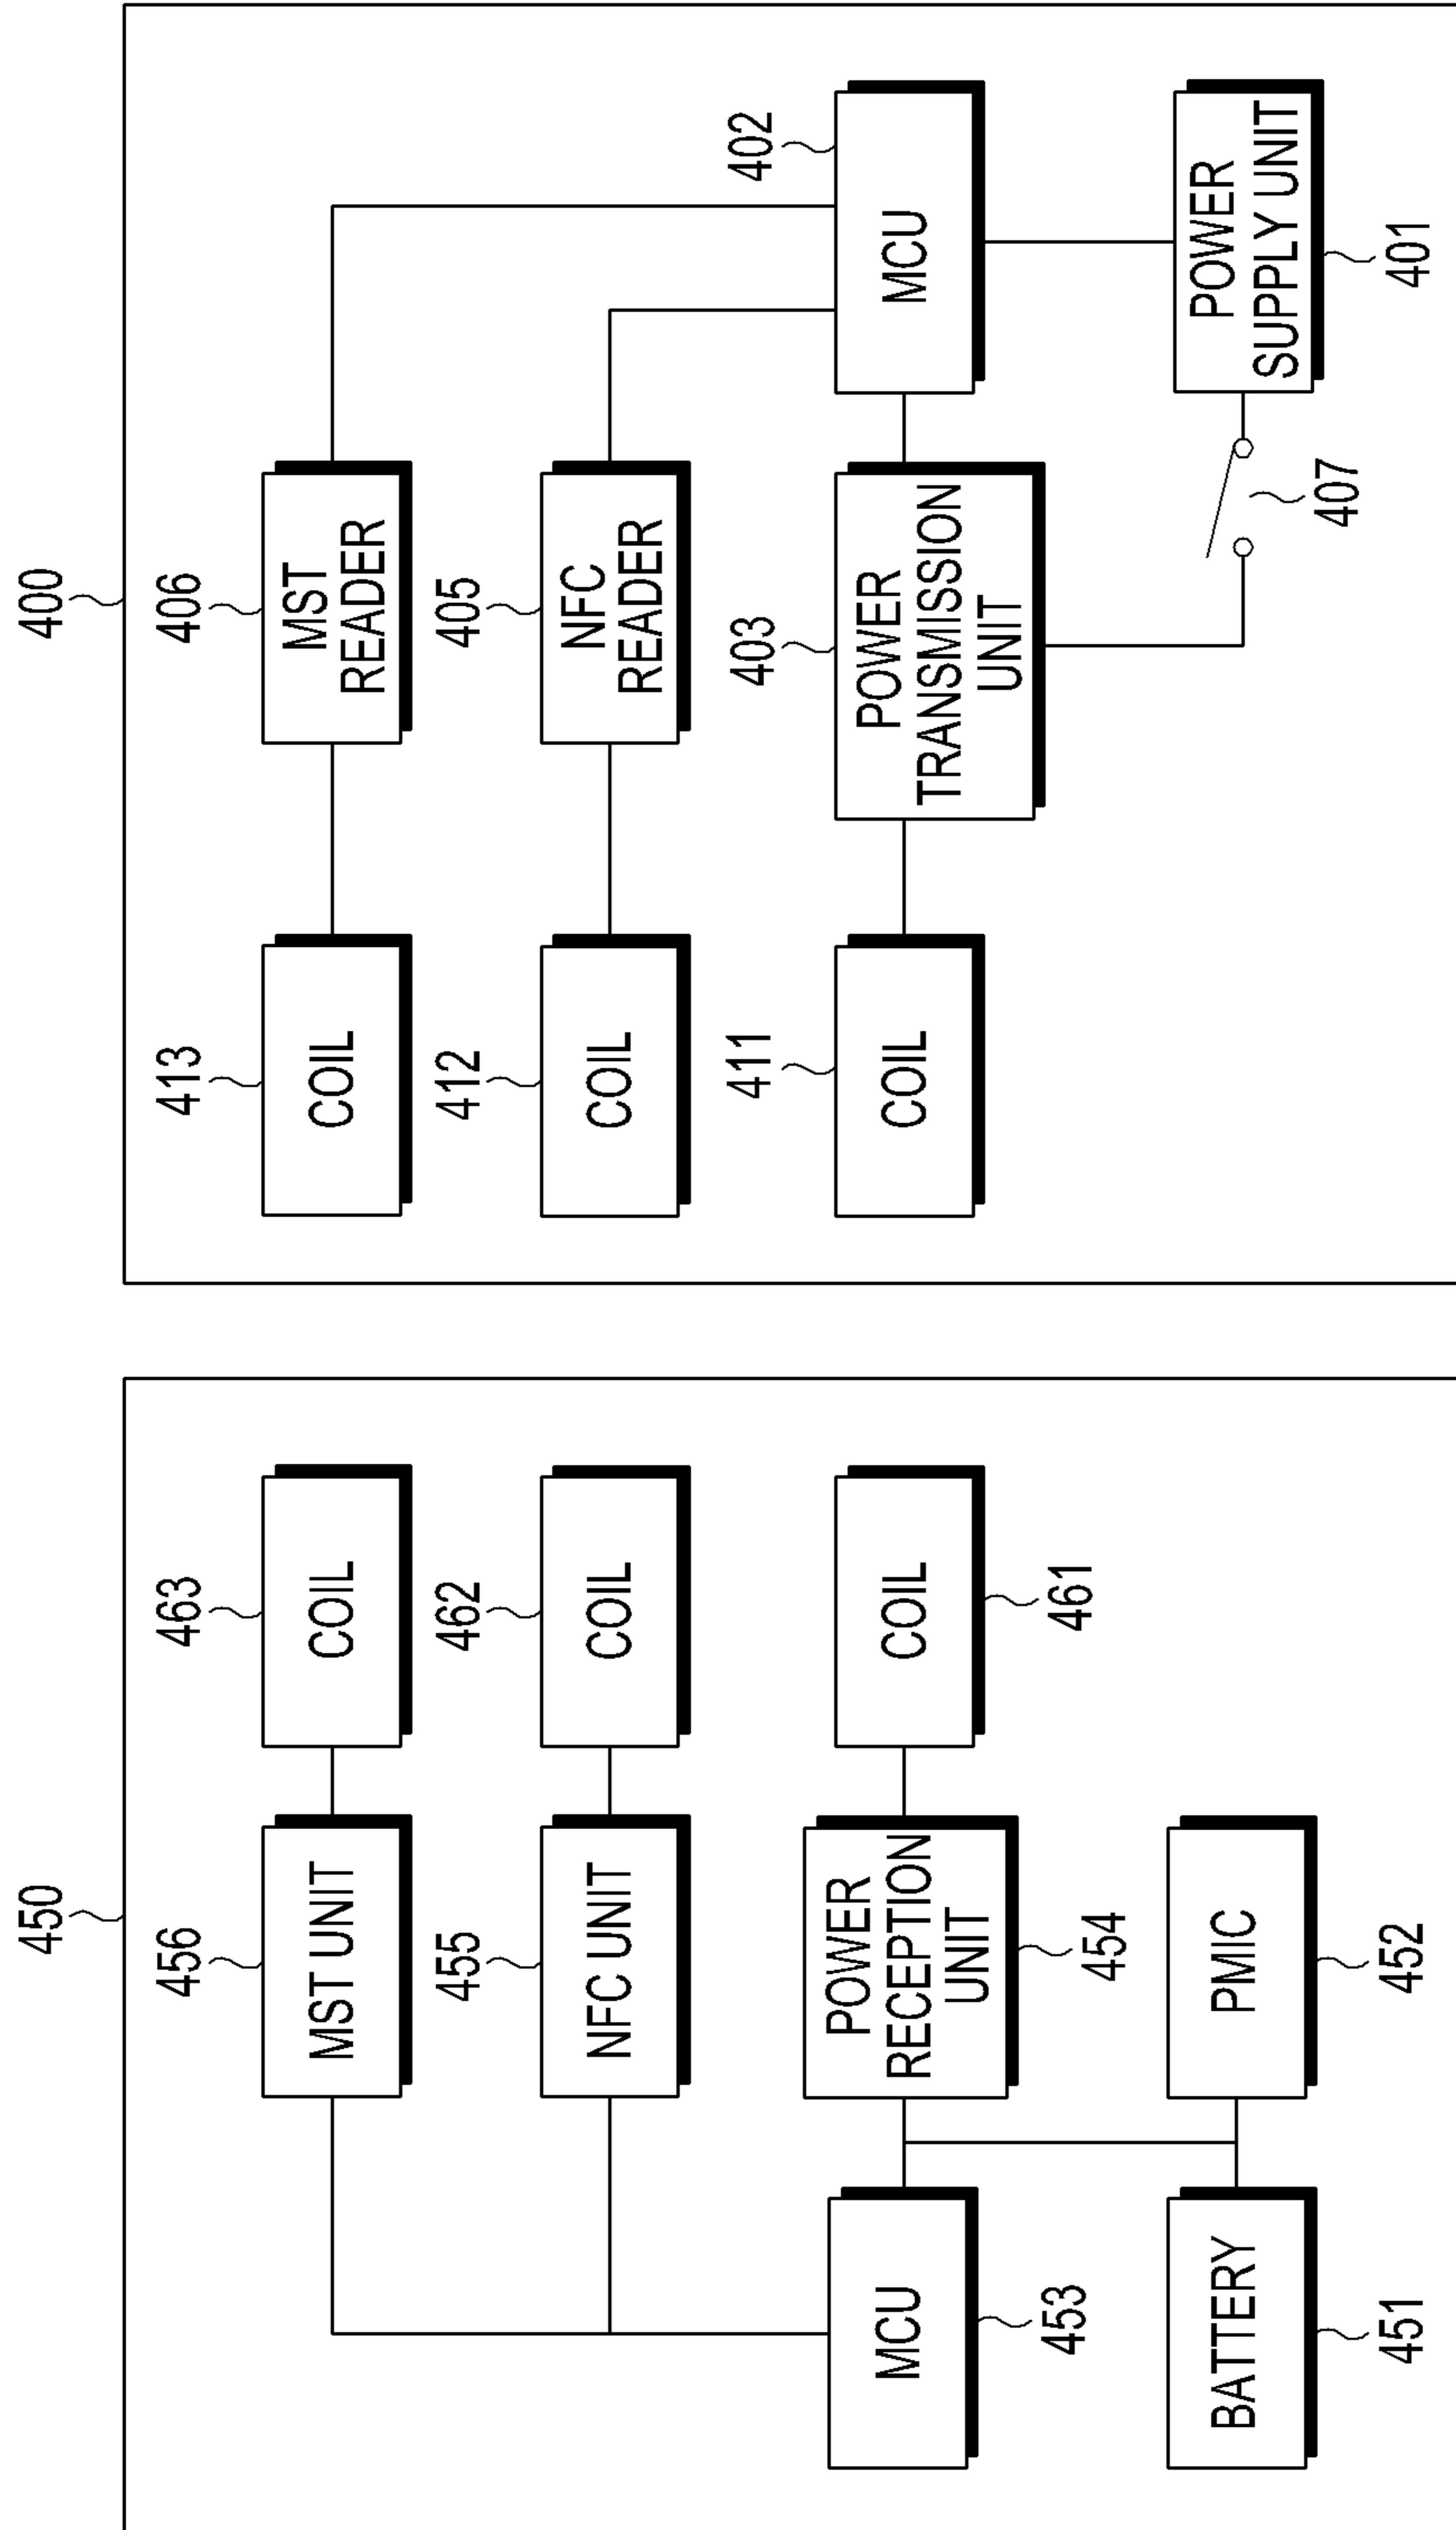 450
456
MST UNIT
463
COIL
455
NFC UNIT
462
COIL
MCU
453
POWER
RECEPTION
UNIT
454
COIL
461
BATTERY
451
PMIC
452
400
413
COIL
406
MST
READER
412
COIL
405
NFC
READER
411
COIL
403
POWER
TRANSMISSION
UNIT
402
MCU
407
POWER
SUPPLY UNIT
401